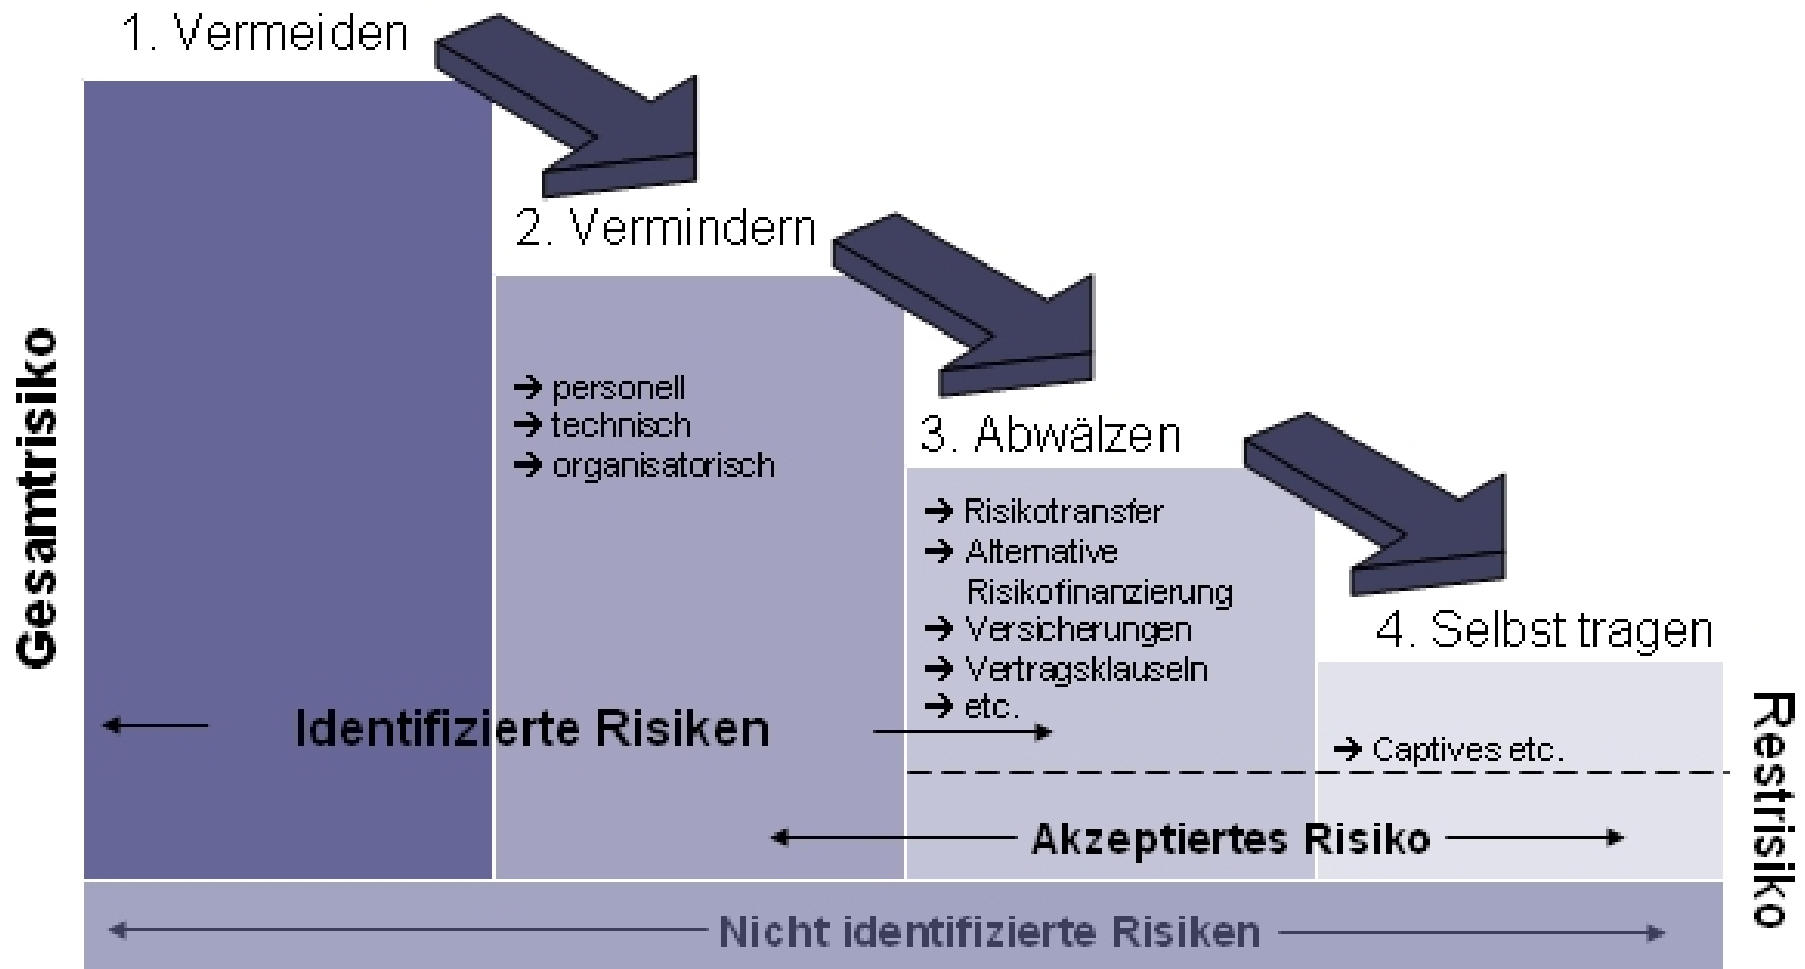 1. Vermeiden
2. Vermindern
➔ personell
➔ technisch
➔ organisatorisch
3. Abwälzen
➔ Risikotransfer
➔ Alternative
Risikofinanzierung
➔ Versicherungen
➔ Vertragsklauseln
➔ etc.
4. Selbst tragen
➔ Captives etc.
Gesamtrisiko
Identifizierte Risiken
Akzeptiertes Risiko
Nicht identifizierte Risiken
Restrisiko